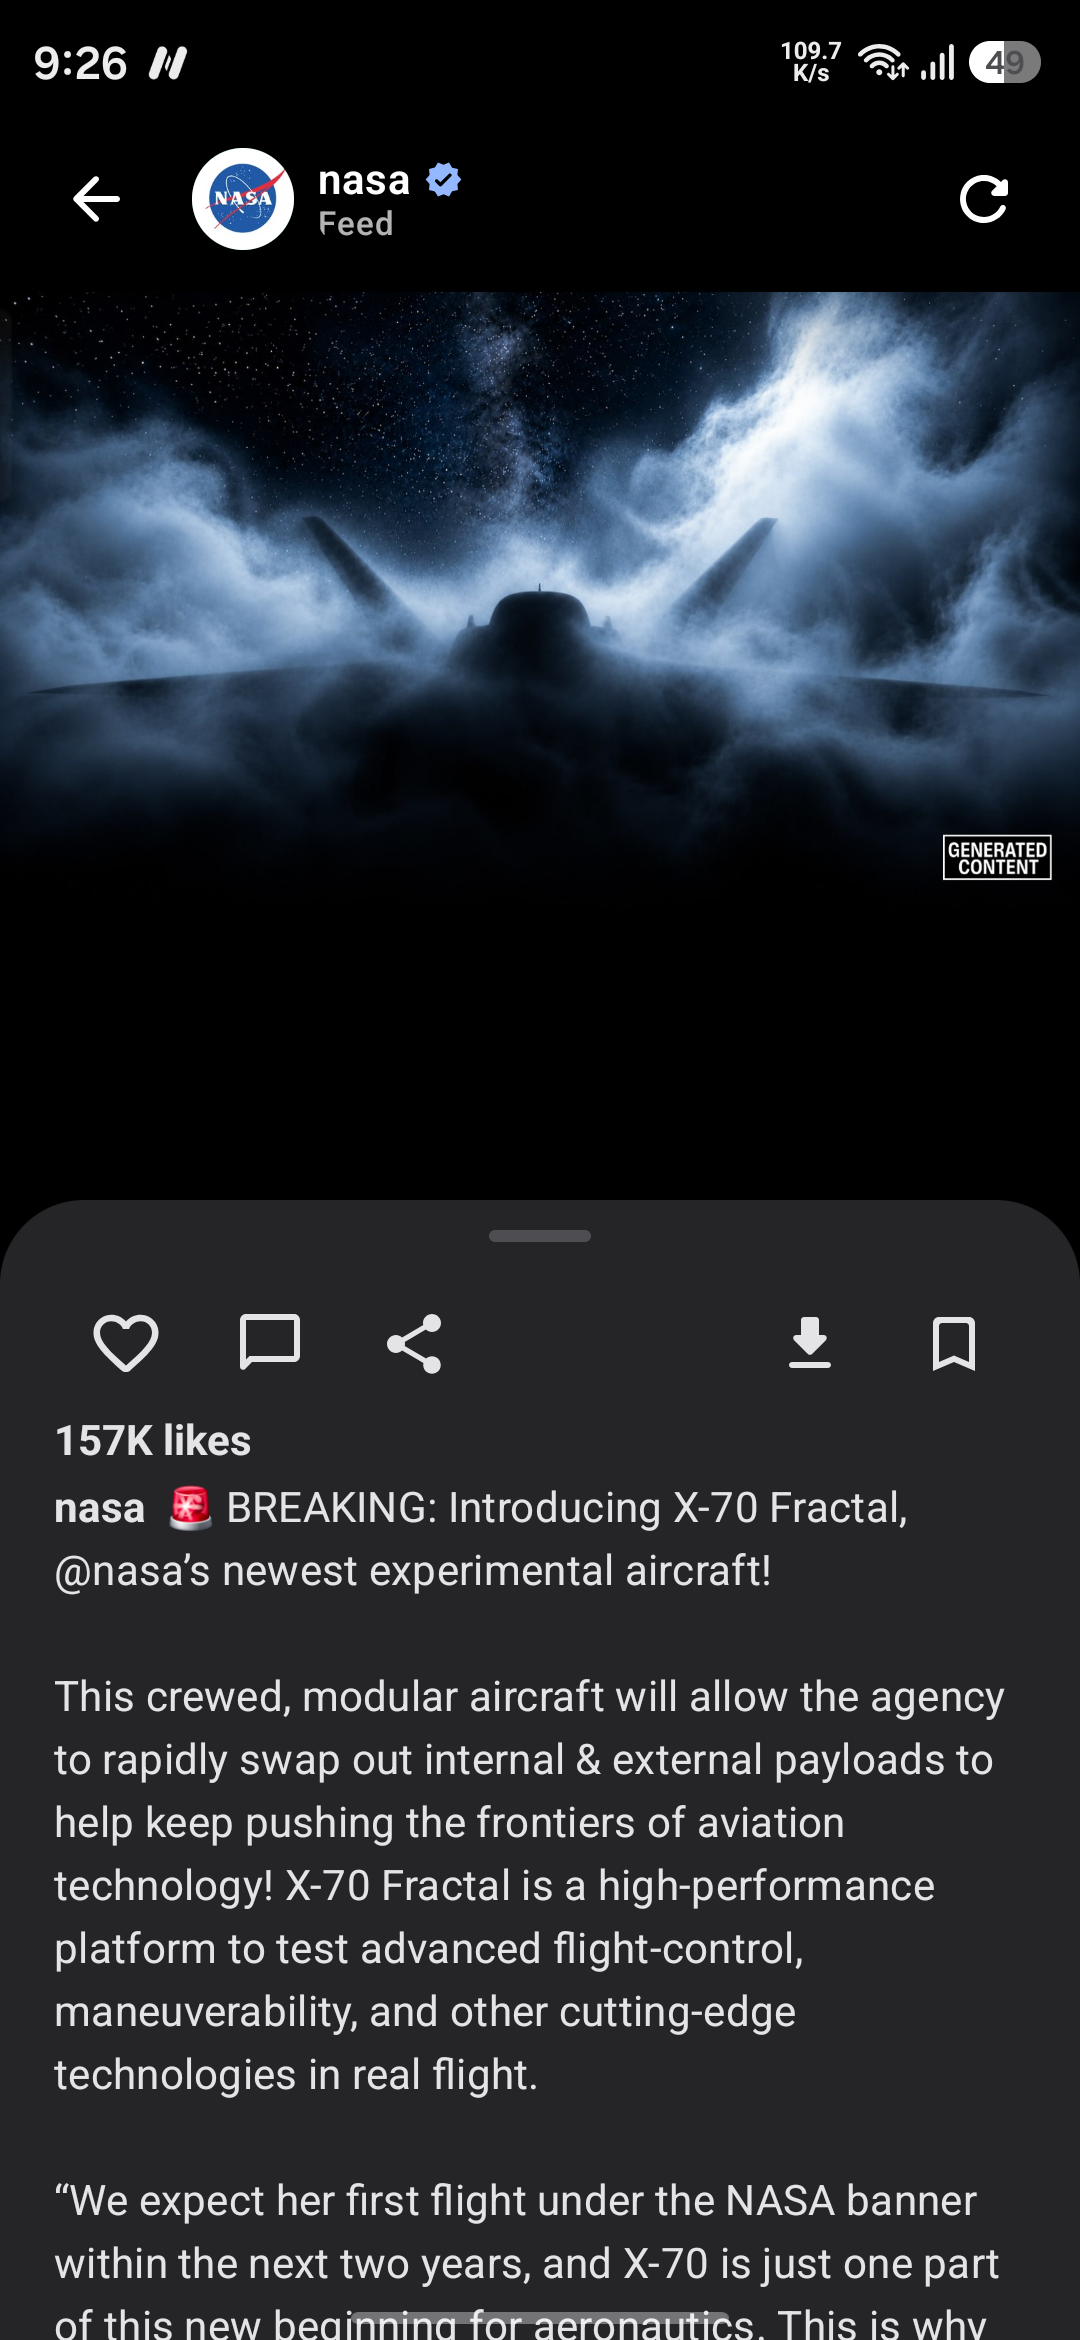 9:26
109.7
K/s
49
NASA
nasa
Feed
GENERATED
CONTENT
157K likes
nasa 🚨 BREAKING: Introducing X-70 Fractal,
@nasa’s newest experimental aircraft!
This crewed, modular aircraft will allow the agency
to rapidly swap out internal & external payloads to
help keep pushing the frontiers of aviation
technology! X-70 Fractal is a high-performance
platform to test advanced flight-control,
maneuverability, and other cutting-edge
technologies in real flight.
“We expect her first flight under the NASA banner
within the next two years, and X-70 is just one part
of this new beginning for aeronautics. This is why